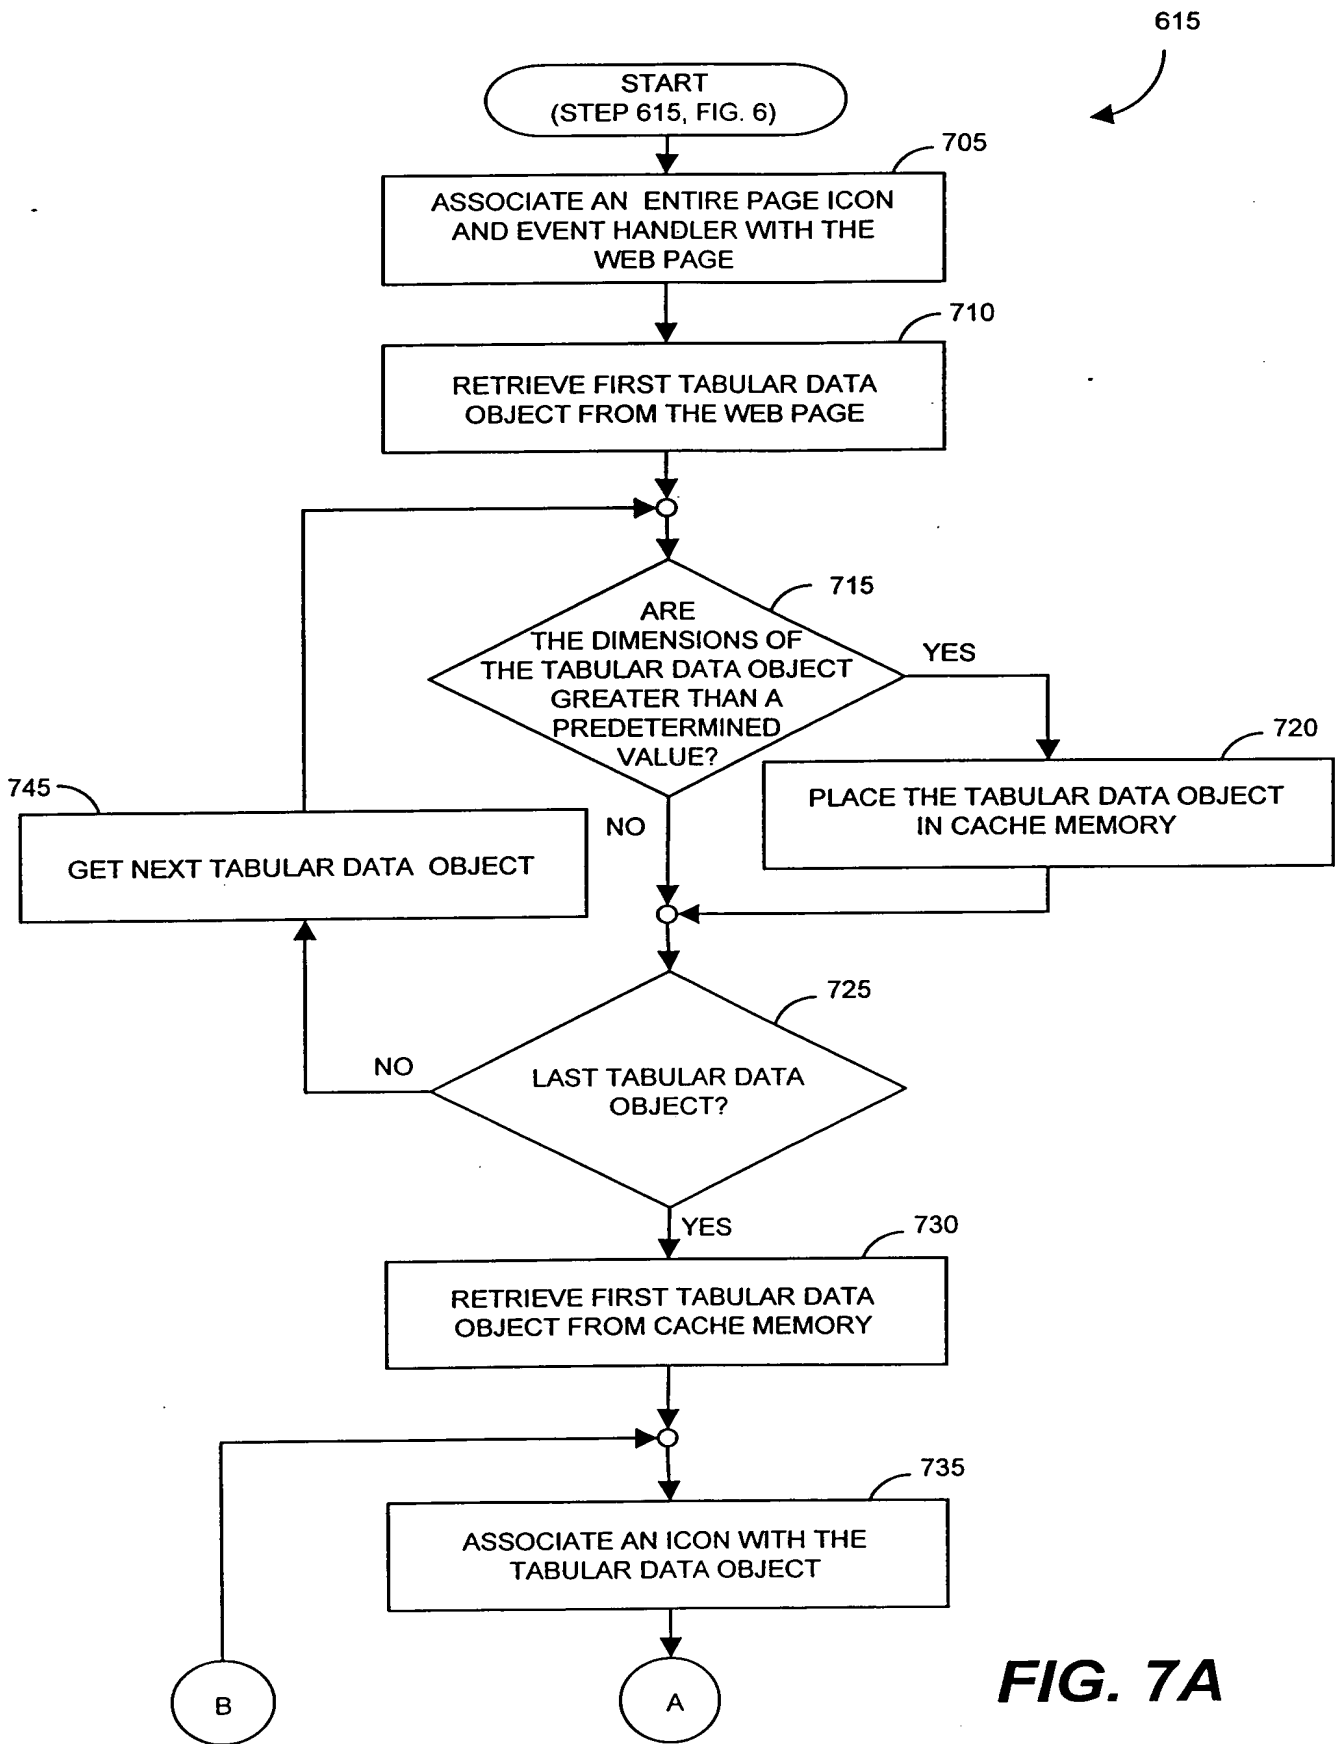 615
START
(STEP 615, FIG. 6)
705
ASSOCIATE AN ENTIRE PAGE ICON
AND EVENT HANDLER WITH THE
WEB PAGE
710
RETRIEVE FIRST TABULAR DATA
OBJECT FROM THE WEB PAGE
715
ARE
THE DIMENSIONS OF
THE TABULAR DATA OBJECT
GREATER THAN A
PREDETERMINED
VALUE?
YES
720
PLACE THE TABULAR DATA OBJECT
IN CACHE MEMORY
NO
745
GET NEXT TABULAR DATA OBJECT
725
LAST TABULAR DATA
OBJECT?
NO
YES
730
RETRIEVE FIRST TABULAR DATA
OBJECT FROM CACHE MEMORY
735
ASSOCIATE AN ICON WITH THE
TABULAR DATA OBJECT
B
A
FIG. 7A